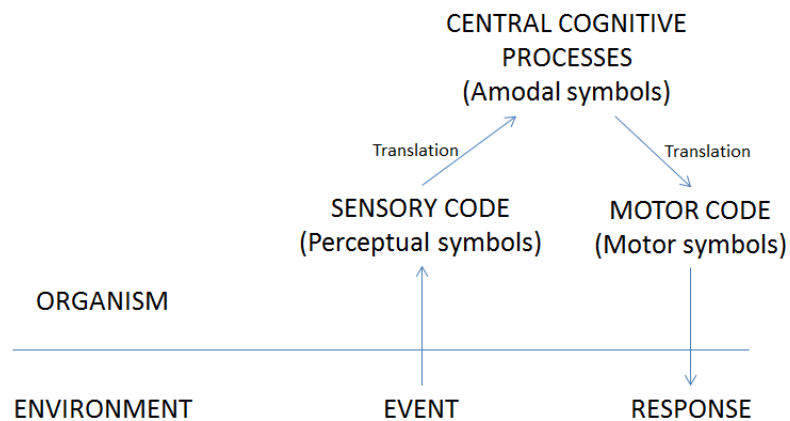 CENTRAL COGNITIVE
PROCESSES
(Amodal symbols)
Translation
Translation
SENSORY CODE
(Perceptual symbols)
MOTOR CODE
(Motor symbols)
ORGANISM
ENVIRONMENT
EVENT
RESPONSE